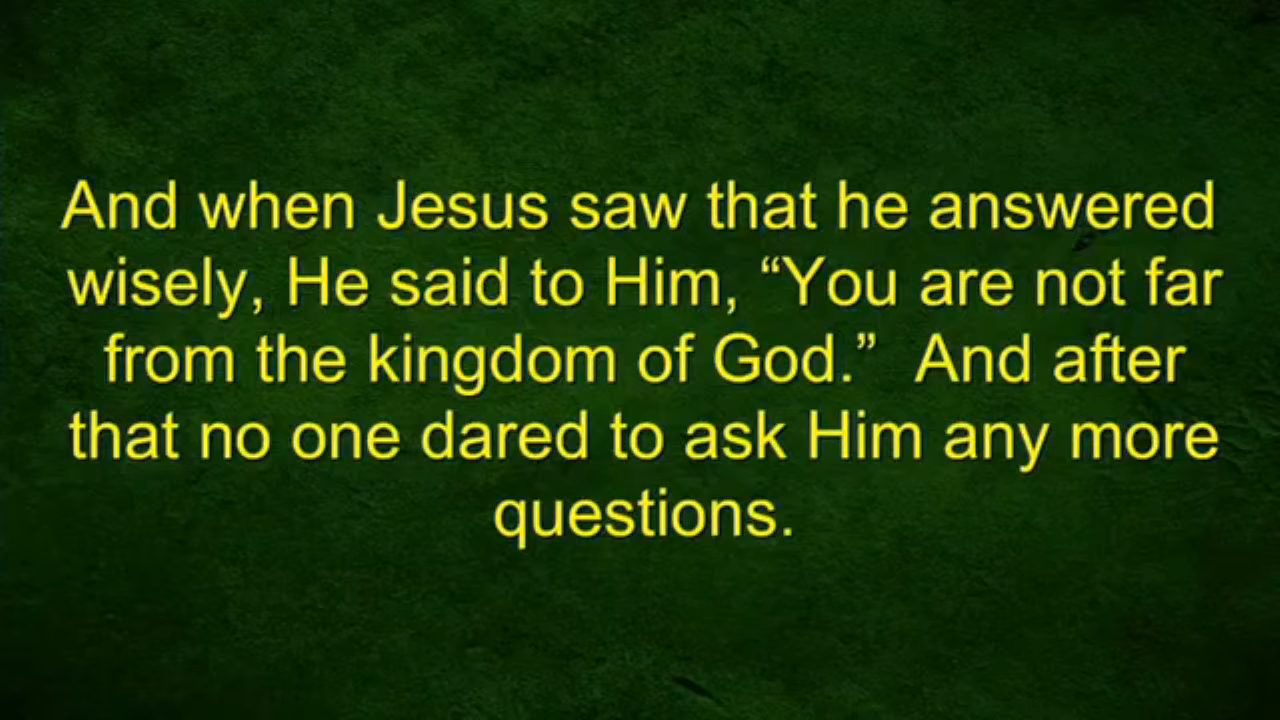 And when Jesus saw that he answered
wisely, He said to Him, “You are not far
from the kingdom of God.”  And after
that no one dared to ask Him any more
questions.